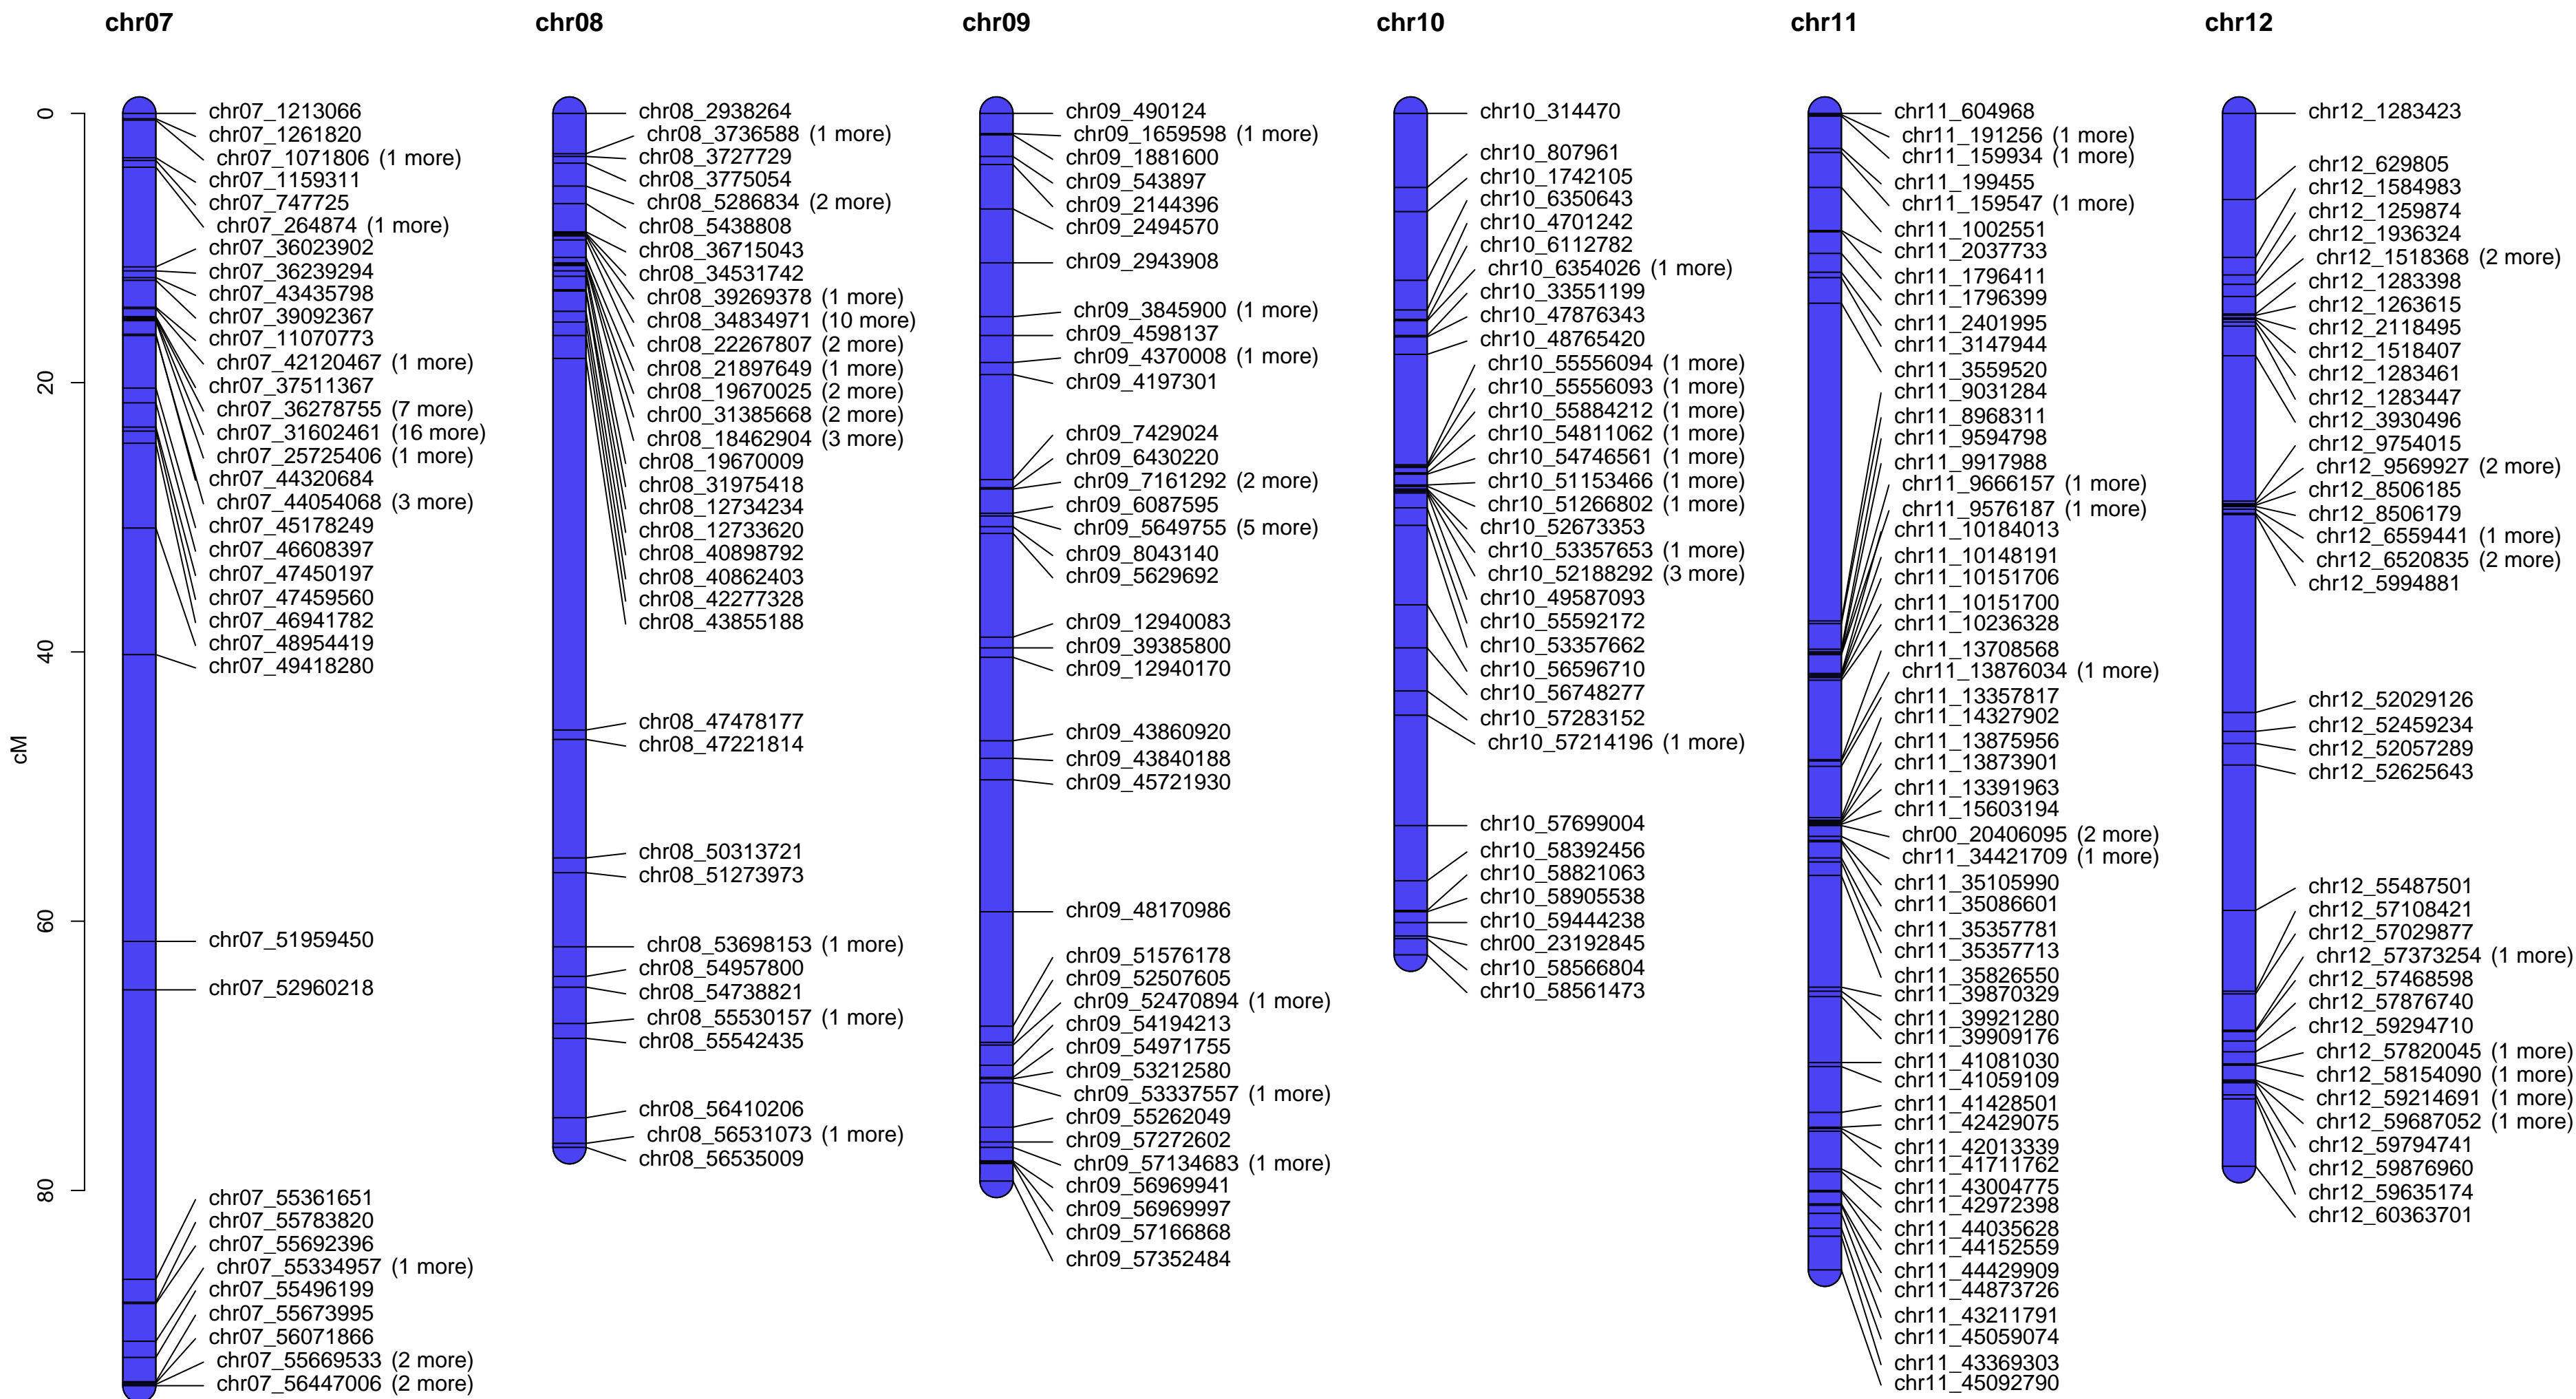 chr07
chr08
chr09
chr10
chr11
chr12
cM
0
20
40
60
80
chr07_1213066
chr07_1261820
chr07_1071806 (1 more)
chr07_1159311
chr07_747725
chr07_264874 (1 more)
chr07_36023902
chr07_36239294
chr07_43435798
chr07_39092367
chr07_11070773
chr07_42120467 (1 more)
chr07_37511367
chr07_36278755 (7 more)
chr07_31602461 (16 more)
chr07_25725406 (1 more)
chr07_44320684
chr07_44054068 (3 more)
chr07_45178249
chr07_46608397
chr07_47450197
chr07_47459560
chr07_46941782
chr07_48954419
chr07_49418280
chr07_51959450
chr07_52960218
chr07_55361651
chr07_55783820
chr07_55692396
chr07_55334957 (1 more)
chr07_55496199
chr07_55673995
chr07_56071866
chr07_55669533 (2 more)
chr07_56447006 (2 more)
chr08_2938264
chr08_3736588 (1 more)
chr08_3727729
chr08_3775054
chr08_5286834 (2 more)
chr08_5438808
chr08_36715043
chr08_34531742
chr08_39269378 (1 more)
chr08_34834971 (10 more)
chr08_22267807 (2 more)
chr08_21897649 (1 more)
chr08_19670025 (2 more)
chr00_31385668 (2 more)
chr08_18462904 (3 more)
chr08_19670009
chr08_31975418
chr08_12734234
chr08_12733620
chr08_40898792
chr08_40862403
chr08_42277328
chr08_43855188
chr08_47478177
chr08_47221814
chr08_50313721
chr08_51273973
chr08_53698153 (1 more)
chr08_54957800
chr08_54738821
chr08_55530157 (1 more)
chr08_55542435
chr08_56410206
chr08_56531073 (1 more)
chr08_56535009
chr09_490124
chr09_1659598 (1 more)
chr09_1881600
chr09_543897
chr09_2144396
chr09_2494570
chr09_2943908
chr09_3845900 (1 more)
chr09_4598137
chr09_4370008 (1 more)
chr09_4197301
chr09_7429024
chr09_6430220
chr09_7161292 (2 more)
chr09_6087595
chr09_5649755 (5 more)
chr09_8043140
chr09_5629692
chr09_12940083
chr09_39385800
chr09_12940170
chr09_43860920
chr09_43840188
chr09_45721930
chr09_48170986
chr09_51576178
chr09_52507605
chr09_52470894 (1 more)
chr09_54194213
chr09_54971755
chr09_53212580
chr09_53337557 (1 more)
chr09_55262049
chr09_57272602
chr09_57134683 (1 more)
chr09_56969941
chr09_56969997
chr09_57166868
chr09_57352484
chr10_314470
chr10_807961
chr10_1742105
chr10_6350643
chr10_4701242
chr10_6112782
chr10_6354026 (1 more)
chr10_33551199
chr10_47876343
chr10_48765420
chr10_55556094 (1 more)
chr10_55556093 (1 more)
chr10_55884212 (1 more)
chr10_54811062 (1 more)
chr10_54746561 (1 more)
chr10_51153466 (1 more)
chr10_51266802 (1 more)
chr10_52673353
chr10_53357653 (1 more)
chr10_52188292 (3 more)
chr10_49587093
chr10_55592172
chr10_53357662
chr10_56596710
chr10_56748277
chr10_57283152
chr10_57214196 (1 more)
chr10_57699004
chr10_58392456
chr10_58821063
chr10_58905538
chr10_59444238
chr00_23192845
chr10_58566804
chr10_58561473
chr11_604968
chr11_191256 (1 more)
chr11_159934 (1 more)
chr11_199455
chr11_159547 (1 more)
chr11_1002551
chr11_2037733
chr11_1796411
chr11_1796399
chr11_2401995
chr11_3147944
chr11_3559520
chr11_9031284
chr11_8968311
chr11_9594798
chr11_9917988
chr11_9666157 (1 more)
chr11_9576187 (1 more)
chr11_10184013
chr11_10148191
chr11_10151706
chr11_10151700
chr11_10236328
chr11_13708568
chr11_13876034 (1 more)
chr11_13357817
chr11_14327902
chr11_13875956
chr11_13873901
chr11_13391963
chr11_15603194
chr00_20406095 (2 more)
chr11_34421709 (1 more)
chr11_35105990
chr11_35086601
chr11_35357781
chr11_35357713
chr11_35826550
chr11_39870329
chr11_39921280
chr11_39909176
chr11_41081030
chr11_41059109
chr11_41428501
chr11_42429075
chr11_42013339
chr11_41711762
chr11_43004775
chr11_42972398
chr11_44035628
chr11_44152559
chr11_44429909
chr11_44873726
chr11_43211791
chr11_45059074
chr11_43369303
chr11_45092790
chr12_1283423
chr12_629805
chr12_1584983
chr12_1259874
chr12_1936324
chr12_1518368 (2 more)
chr12_1283398
chr12_1263615
chr12_2118495
chr12_1518407
chr12_1283461
chr12_1283447
chr12_3930496
chr12_9754015
chr12_9569927 (2 more)
chr12_8506185
chr12_8506179
chr12_6559441 (1 more)
chr12_6520835 (2 more)
chr12_5994881
chr12_52029126
chr12_52459234
chr12_52057289
chr12_52625643
chr12_55487501
chr12_57108421
chr12_57029877
chr12_57373254 (1 more)
chr12_57468598
chr12_57876740
chr12_59294710
chr12_57820045 (1 more)
chr12_58154090 (1 more)
chr12_59214691 (1 more)
chr12_59687052 (1 more)
chr12_59794741
chr12_59876960
chr12_59635174
chr12_60363701